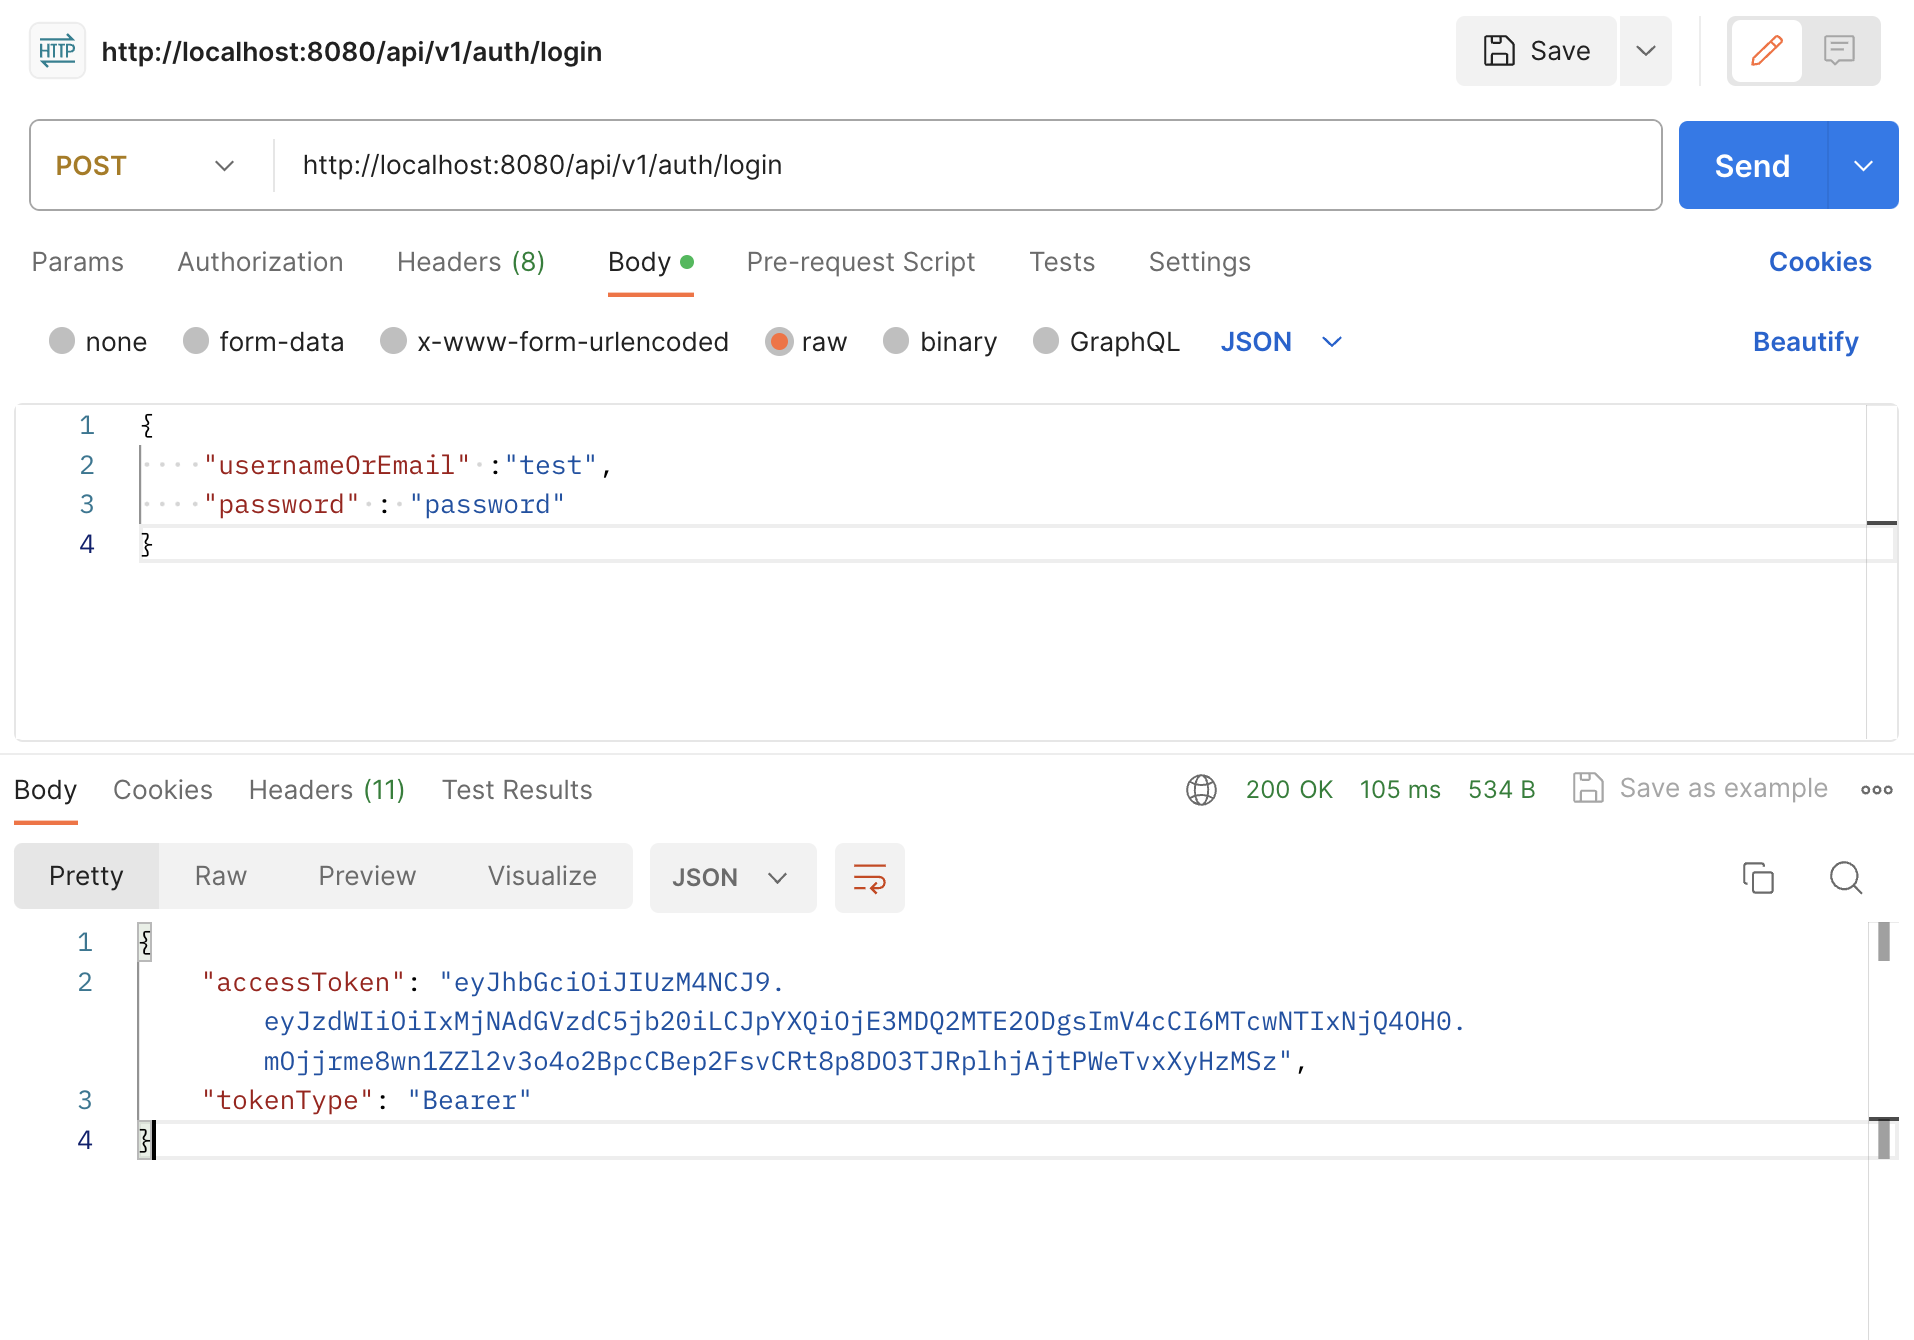 HTTP http://localhost:8080/api/v1/auth/login Save
POST http://localhost:8080/api/v1/auth/login Send
Params Authorization Headers (8) Body Pre-request Script Tests Settings Cookies
none form-data x-www-form-urlencoded raw binary GraphQL JSON Beautify
1 {
2 "usernameOrEmail" :"test",
3 "password" : "password"
4 }
Body Cookies Headers (11) Test Results 200 OK 105 ms 534 B Save as example
Pretty Raw Preview Visualize JSON
1 {
2 "accessToken": "eyJhbGciOiJIUzM4NCJ9.
eyJzdWIiOiIxMjNAdGVzdC5jb20iLCJpYXQiOjE3MDQ2MTE2ODgsImV4cCI6MTcwNTIxNjQ4OH0.
mOjjrme8wn1ZZl2v3o4o2BpcCBep2FsvCRt8p8DO3TJRplhjAjtPWeTvxXyHzMSz",
3 "tokenType": "Bearer"
4 }